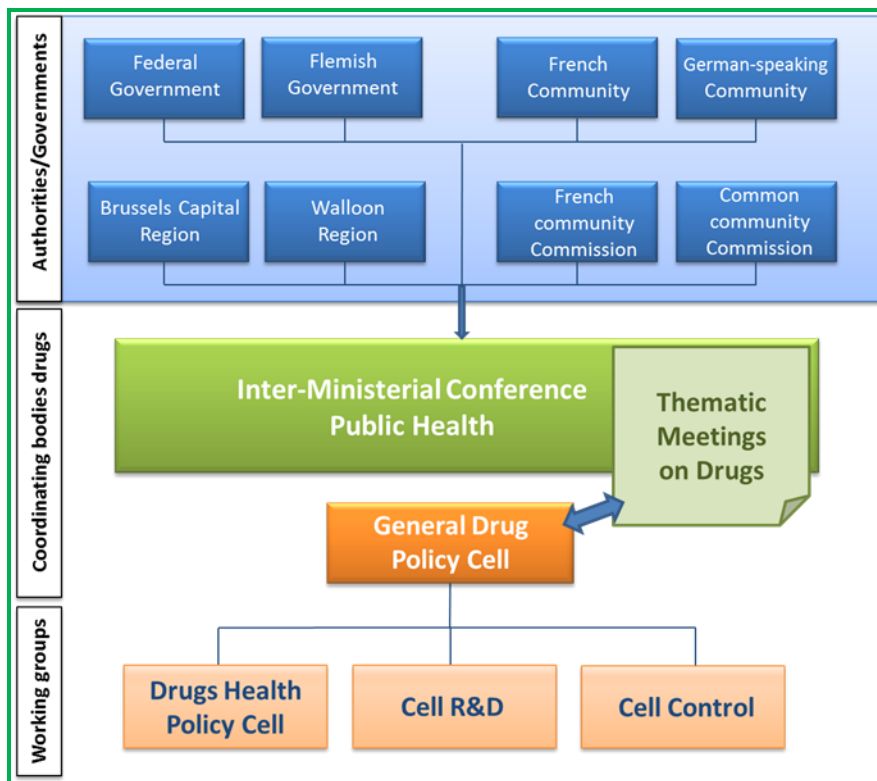 Authorities/Governments
Federal
Government
Flemish
Government
French
Community
German-speaking
Community
Brussels Capital
Region
Walloon
Region
French
community
Commission
Common
community
Commission
Coordinating bodies drugs
Inter-Ministerial Conference
Public Health
Thematic
Meetings
on Drugs
General Drug
Policy Cell
Working groups
Drugs Health
Policy Cell
Cell R&D
Cell Control